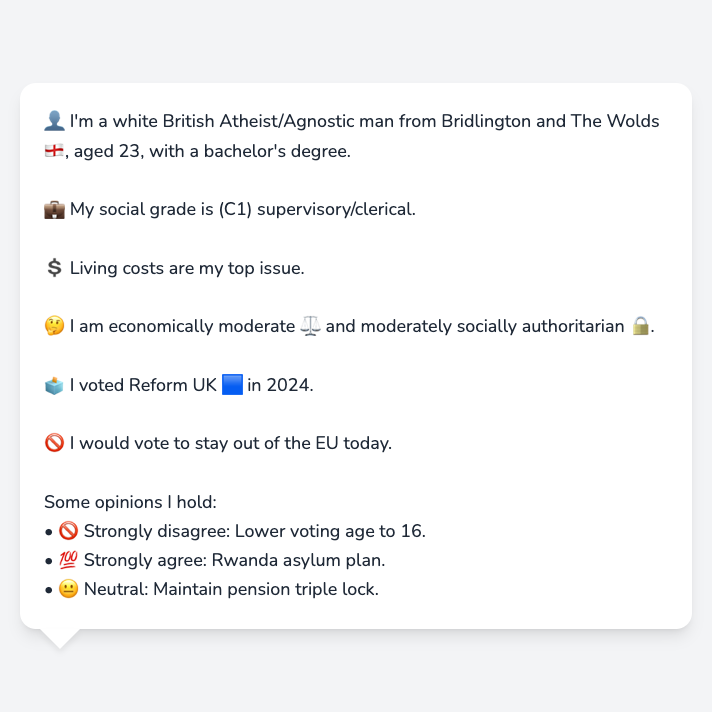 👤 I'm a white British Atheist/Agnostic man from Bridlington and The Wolds
🏴󠁧󠁢󠁥󠁮󠁧󠁿, aged 23, with a bachelor's degree.
💼 My social grade is (C1) supervisory/clerical.
💲 Living costs are my top issue.
🤔 I am economically moderate ⚖️ and moderately socially authoritarian 🔒.
🗳️ I voted Reform UK 🟦 in 2024.
🚫 I would vote to stay out of the EU today.
Some opinions I hold:
• 🚫 Strongly disagree: Lower voting age to 16.
• 💯 Strongly agree: Rwanda asylum plan.
• 😐 Neutral: Maintain pension triple lock.